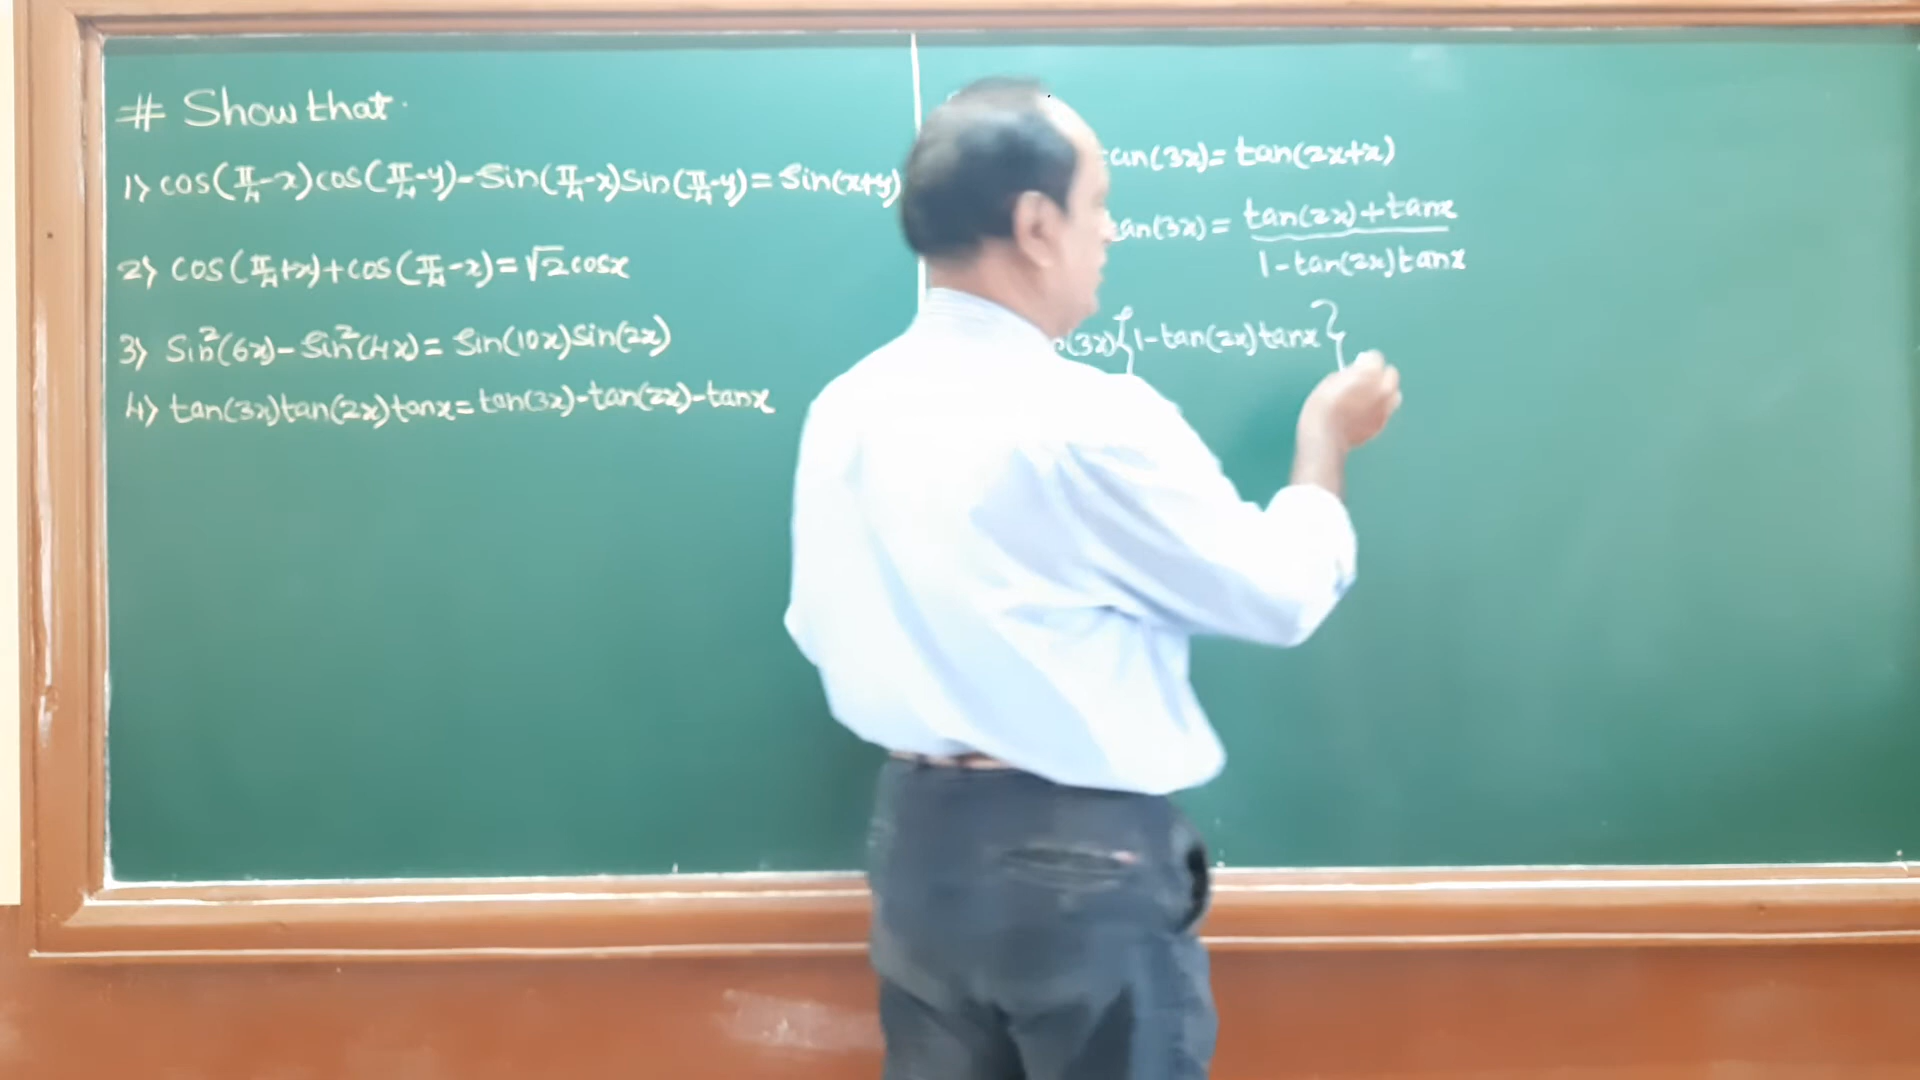 # Show that
1) cos(π/4-x)cos(π/4-y)-Sin(π/4-x)Sin(π/4-y)=Sin(x+y)
2) cos(π/4+x)+cos(π/4-x)=√2cosx
3) Sin²(6x)-Sin²(4x)=Sin(10x)Sin(2x)
4) tan(3x)tan(2x)tanx=tan(3x)-tan(2x)-tanx
tan(3x)=tan(2x+x)
tan(3x)=tan(2x)+tanx/1-tan(2x)tanx
(3x){1-tan(2x)tanx}